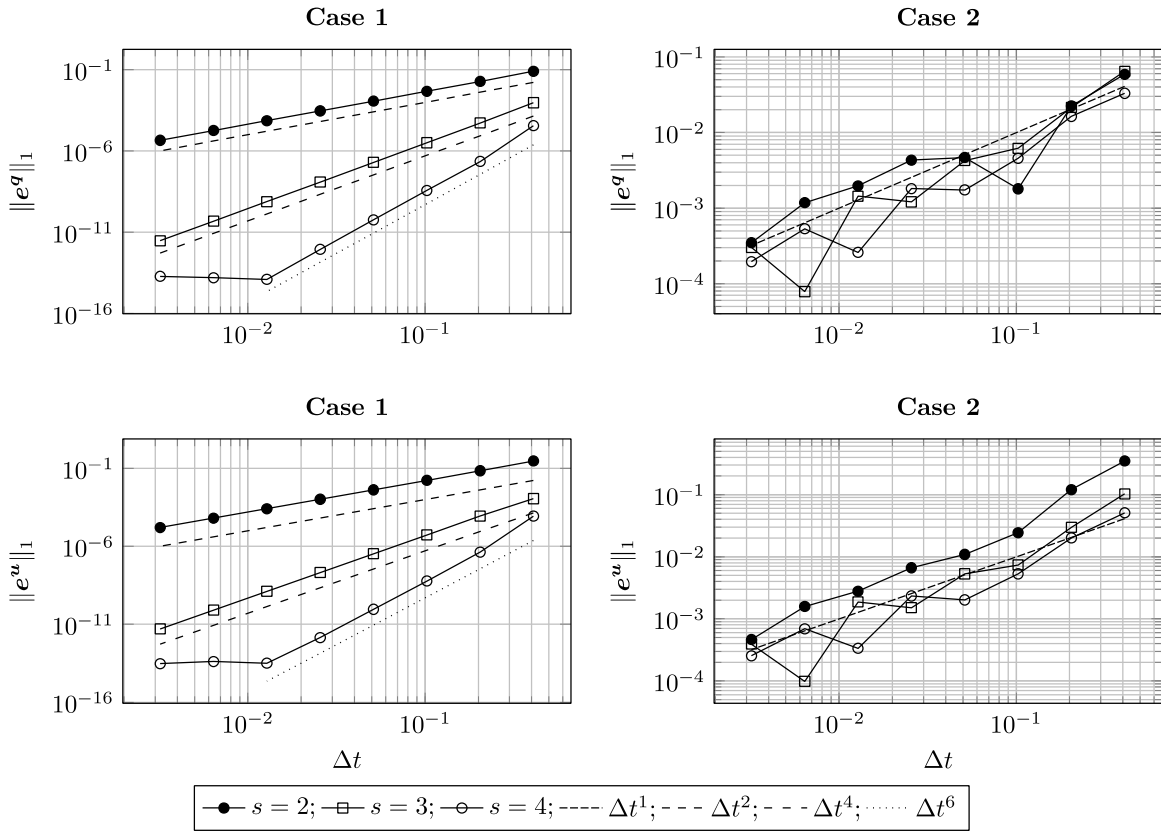 Case 1
Case 2
10^{-1}
10^{-6}
10^{-11}
10^{-16}
‖e^q‖_1
10^{-2}
10^{-1}
10^{-1}
10^{-2}
10^{-3}
10^{-4}
‖e^q‖_1
10^{-2}
10^{-1}
Case 1
Case 2
10^{-1}
10^{-6}
10^{-11}
10^{-16}
‖e^u‖_1
10^{-2}
10^{-1}
Δt
10^{-1}
10^{-2}
10^{-3}
10^{-4}
‖e^u‖_1
10^{-2}
10^{-1}
Δt
s = 2; s = 3; s = 4; Δt^1; Δt^2; Δt^4; Δt^6